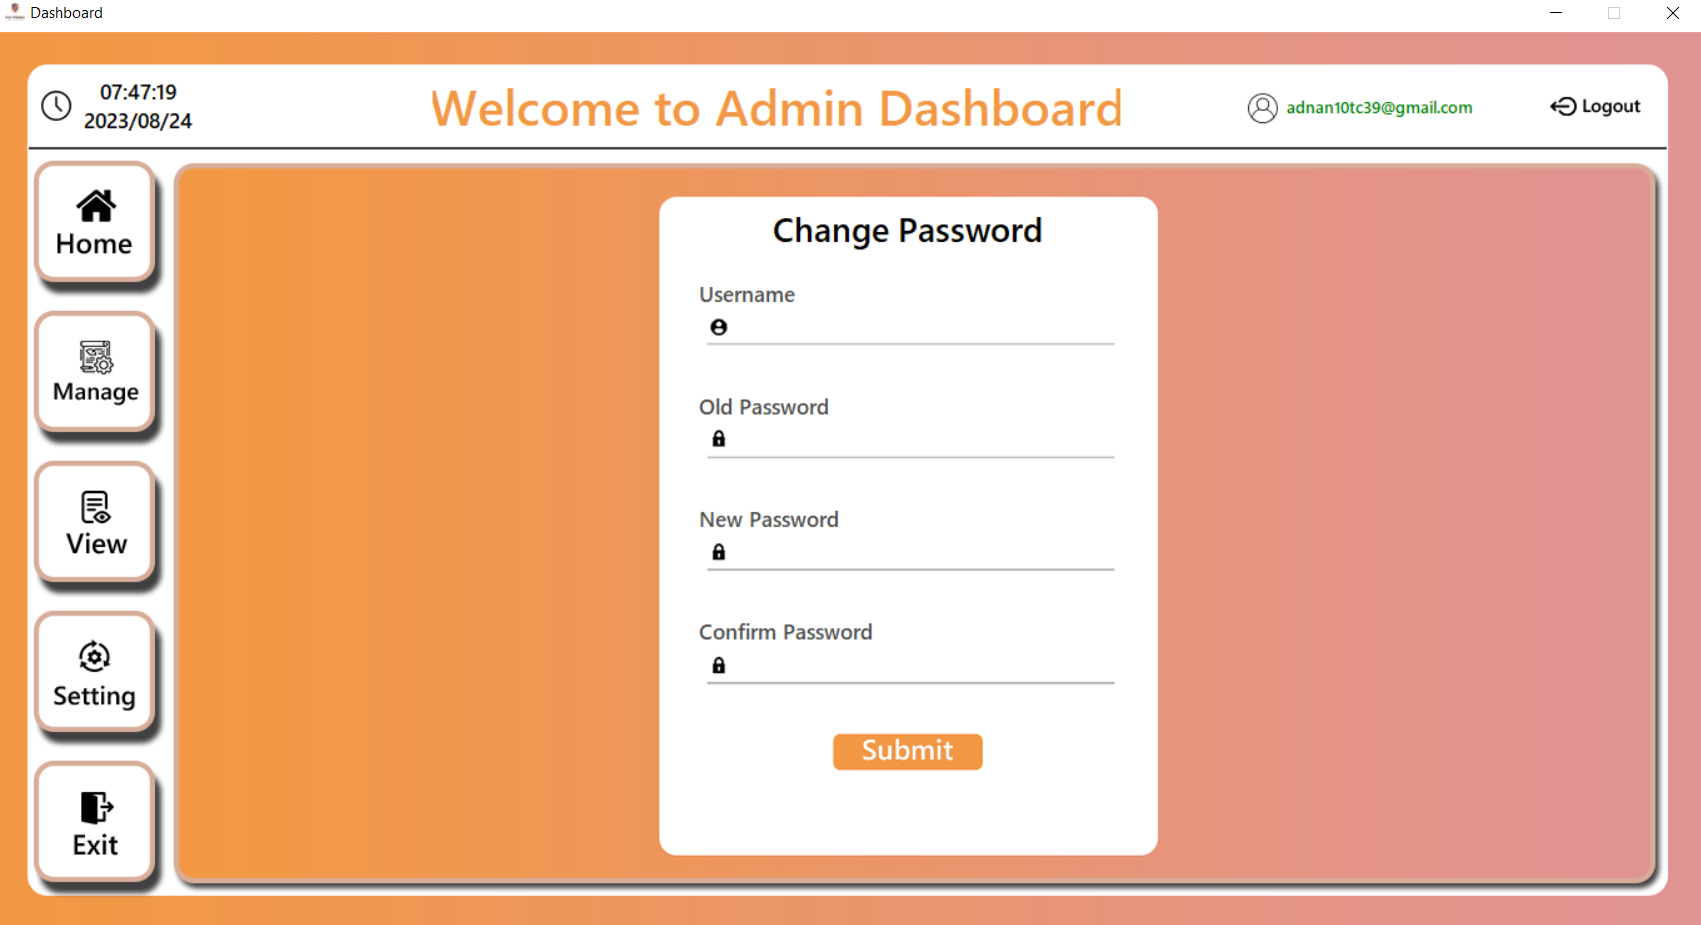 Dashboard
07:47:19
2023/08/24
Welcome to Admin Dashboard
adnan10tc39@gmail.com
Logout
Home
Manage
View
Setting
Exit
Change Password
Username
Old Password
New Password
Confirm Password
Submit